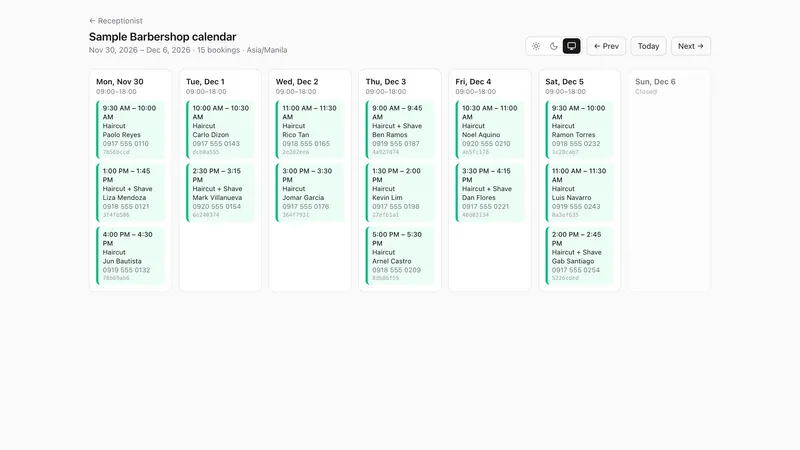 ← Receptionist
Sample Barbershop calendar
Nov 30, 2026 – Dec 6, 2026 · 15 bookings · Asia/Manila
← Prev
Today
Next →
Mon, Nov 30
09:00–18:00
9:30 AM – 10:00
AM
Haircut
Paolo Reyes
0917 555 0110
7b56bccd
1:00 PM – 1:45
PM
Haircut + Shave
Liza Mendoza
0918 555 0121
3f4fb586
4:00 PM – 4:30
PM
Haircut
Jun Bautista
0919 555 0132
78b69ab6
Tue, Dec 1
09:00–18:00
10:00 AM – 10:30
AM
Haircut
Carlo Dizon
0917 555 0143
dcb0a555
2:30 PM – 3:15
PM
Haircut + Shave
Mark Villanueva
0920 555 0154
6e240374
Wed, Dec 2
09:00–18:00
11:00 AM – 11:30
AM
Haircut
Rico Tan
0918 555 0165
2e2d2eea
3:00 PM – 3:30
PM
Haircut
Jomar Garcia
0917 555 0176
364f7931
Thu, Dec 3
09:00–18:00
9:00 AM – 9:45
AM
Haircut + Shave
Ben Ramos
0919 555 0187
4a927d74
1:30 PM – 2:00
PM
Haircut
Kevin Lim
0917 555 0198
27efb1a1
5:00 PM – 5:30
PM
Haircut
Arnel Castro
0918 555 0209
8db86f55
Fri, Dec 4
09:00–18:00
10:30 AM – 11:00
AM
Haircut
Noel Aquino
0920 555 0210
ae5fc178
3:30 PM – 4:15
PM
Haircut + Shave
Dan Flores
0917 555 0221
40d03134
Sat, Dec 5
09:00–18:00
9:30 AM – 10:00
AM
Haircut
Ramon Torres
0918 555 0232
1c28cab7
11:00 AM – 11:30
AM
Haircut
Luis Navarro
0919 555 0243
0a3ef635
2:00 PM – 2:45
PM
Haircut + Shave
Gab Santiago
0917 555 0254
5226cded
Sun, Dec 6
Closed